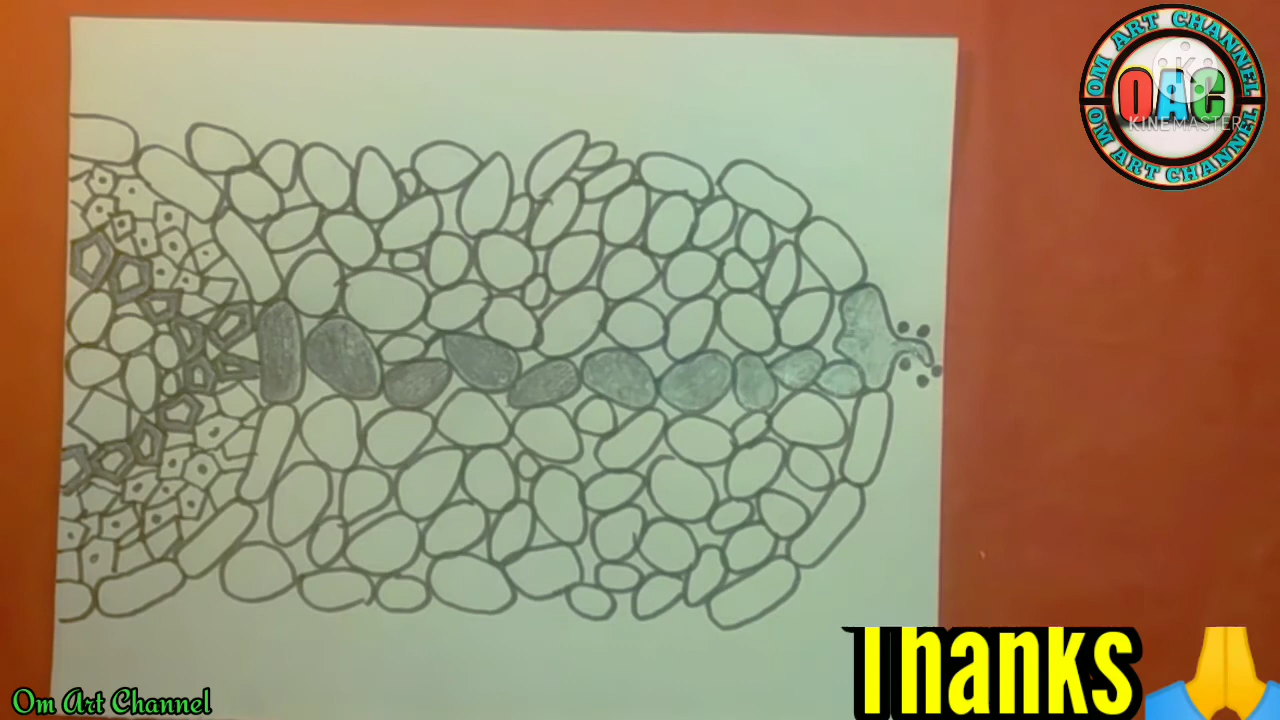 OM ART CHANNEL
OAC
KINEMASTER
OM ART CHANNEL
Thanks
Om Art Channel